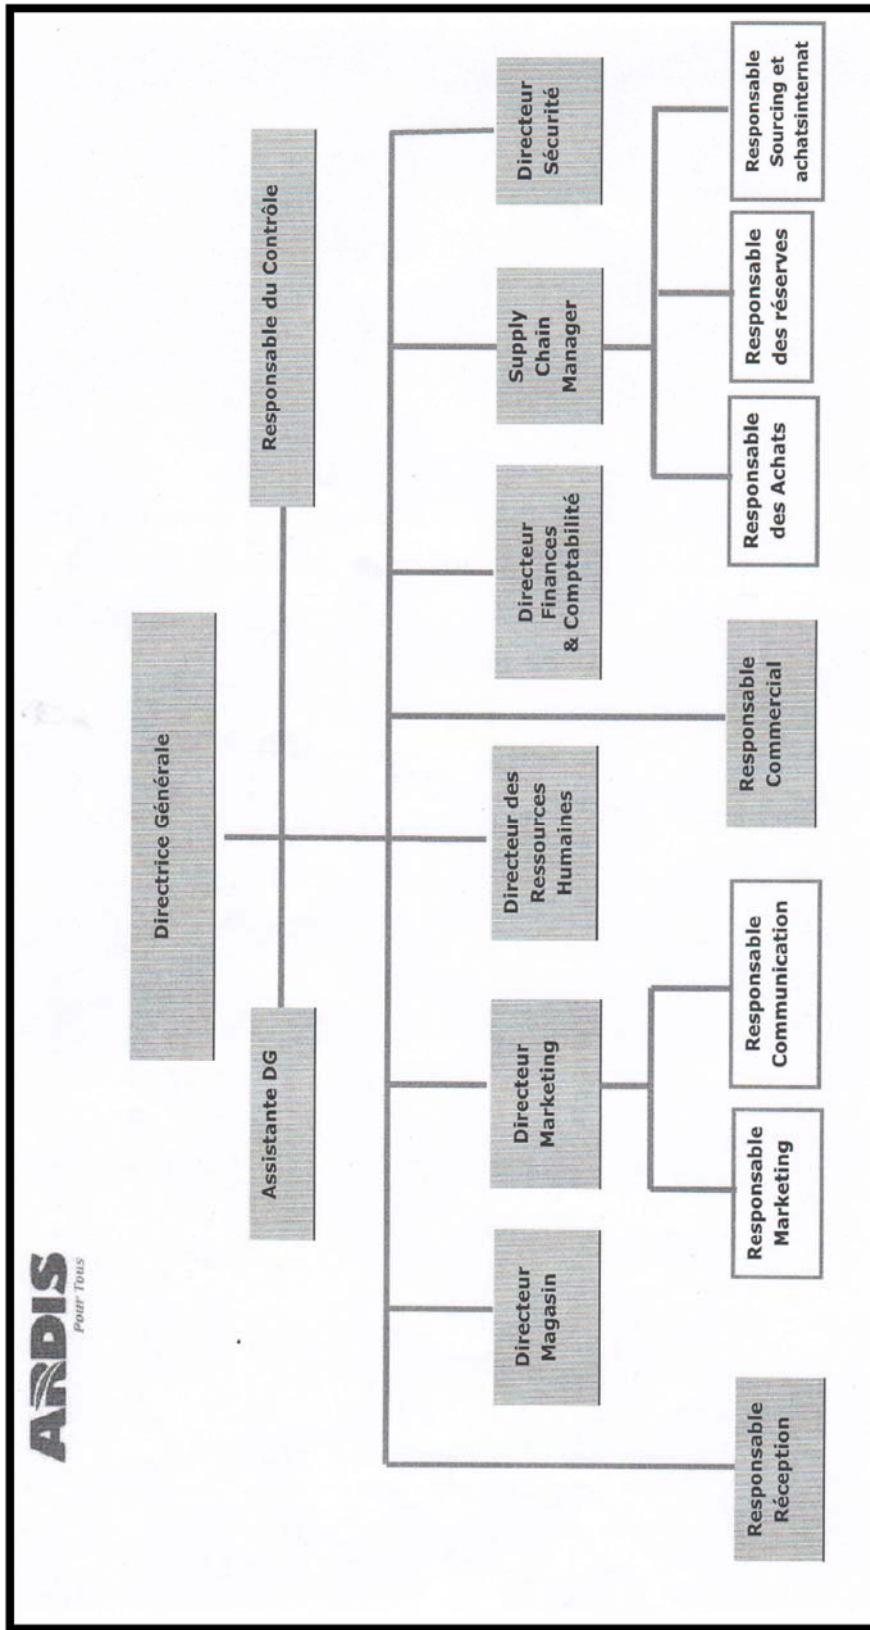 ARDIS
Pour Tous
Directrice Générale
Assistante DG
Responsable du Contrôle
Directeur
Magasin
Directeur
Marketing
Directeur des
Ressources
Humaines
Directeur
Finances
& Comptabilité
Supply
Chain
Manager
Directeur
Sécurité
Responsable
Réception
Responsable
Marketing
Responsable
Communication
Responsable
Commercial
Responsable
des Achats
Responsable
des réserves
Responsable
Sourcing et
achatsinternat